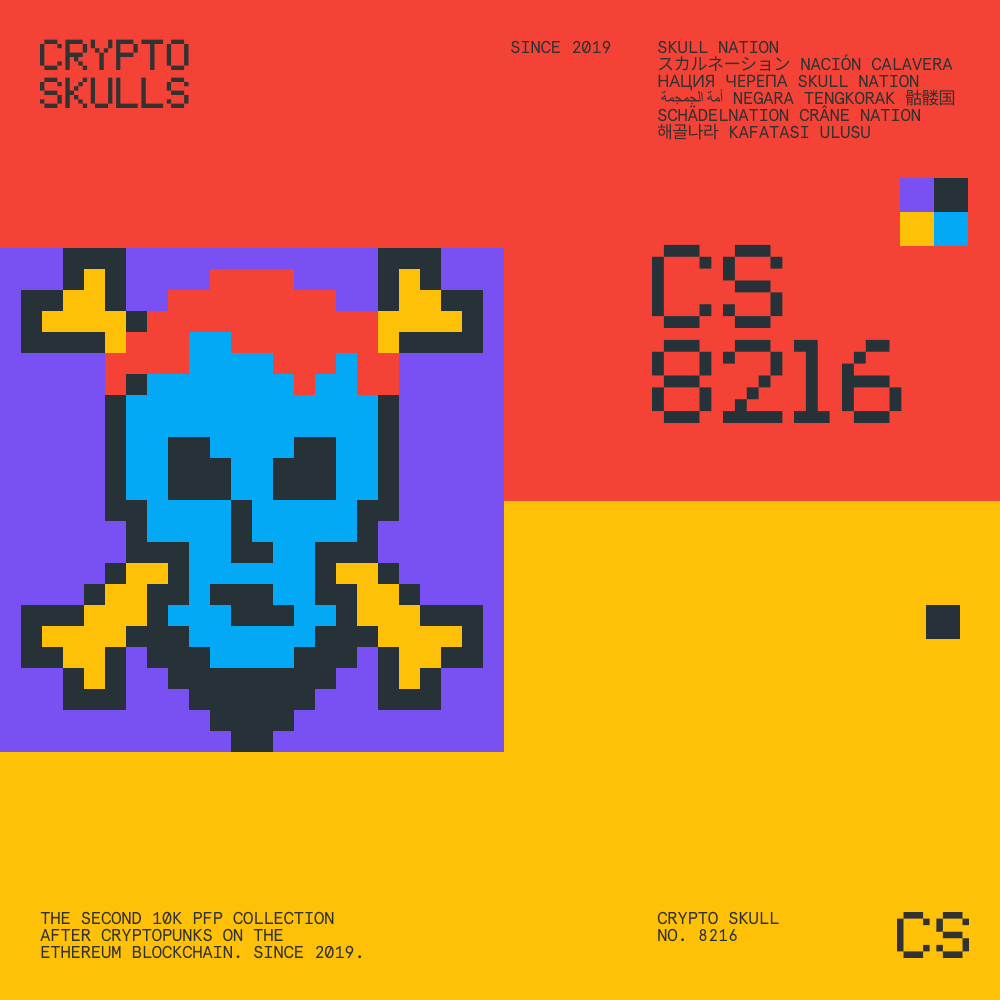 CRYPTO
SKULLS
SINCE 2019
SKULL NATION
スカルネーション NACIÓN CALAVERA
НАЦИЯ ЧЕРЕПА SKULL NATION
أمة الجمجمة NEGARA TENGKORAK 骷髅国
SCHÄDELNATION CRÂNE NATION
해골나라 KAFATASI ULUSU
CS
8216
THE SECOND 10K PFP COLLECTION
AFTER CRYPTOPUNKS ON THE
ETHEREUM BLOCKCHAIN. SINCE 2019.
CRYPTO SKULL
NO. 8216
CS